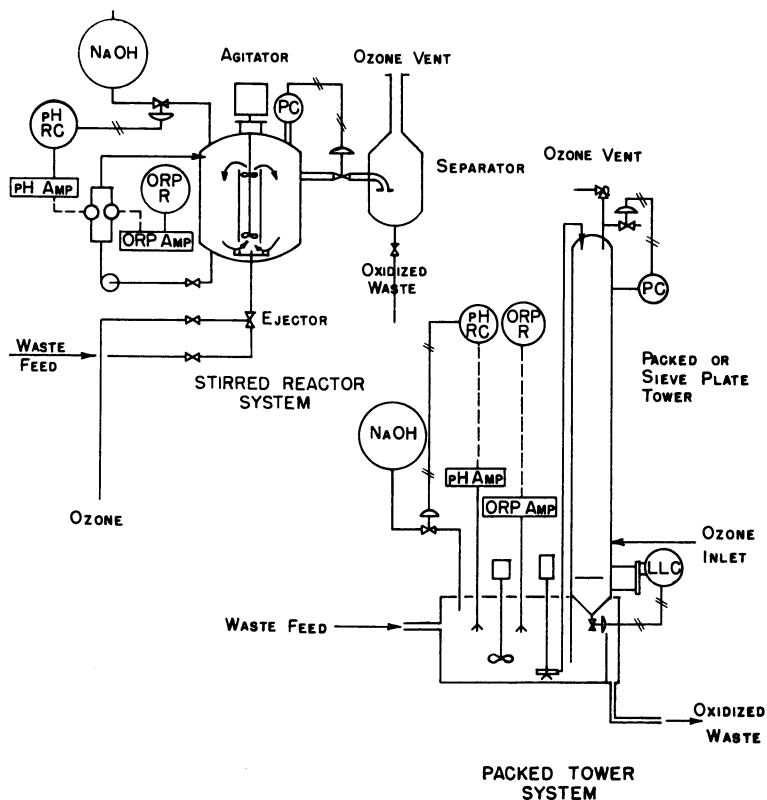 NaOH
AGITATOR
OZONE VENT
pH
RC
PC
SEPARATOR
pH AMP
ORP
R
ORP AMP
OXIDIZED
WASTE
EJECTOR
WASTE
FEED
STIRRED REACTOR
SYSTEM
OZONE
OZONE VENT
PC
pH
RC
ORP
R
PACKED OR
SIEVE PLATE
TOWER
NaOH
pH AMP
ORP AMP
OZONE
INLET
LLC
WASTE FEED
OXIDIZED
WASTE
PACKED TOWER
SYSTEM